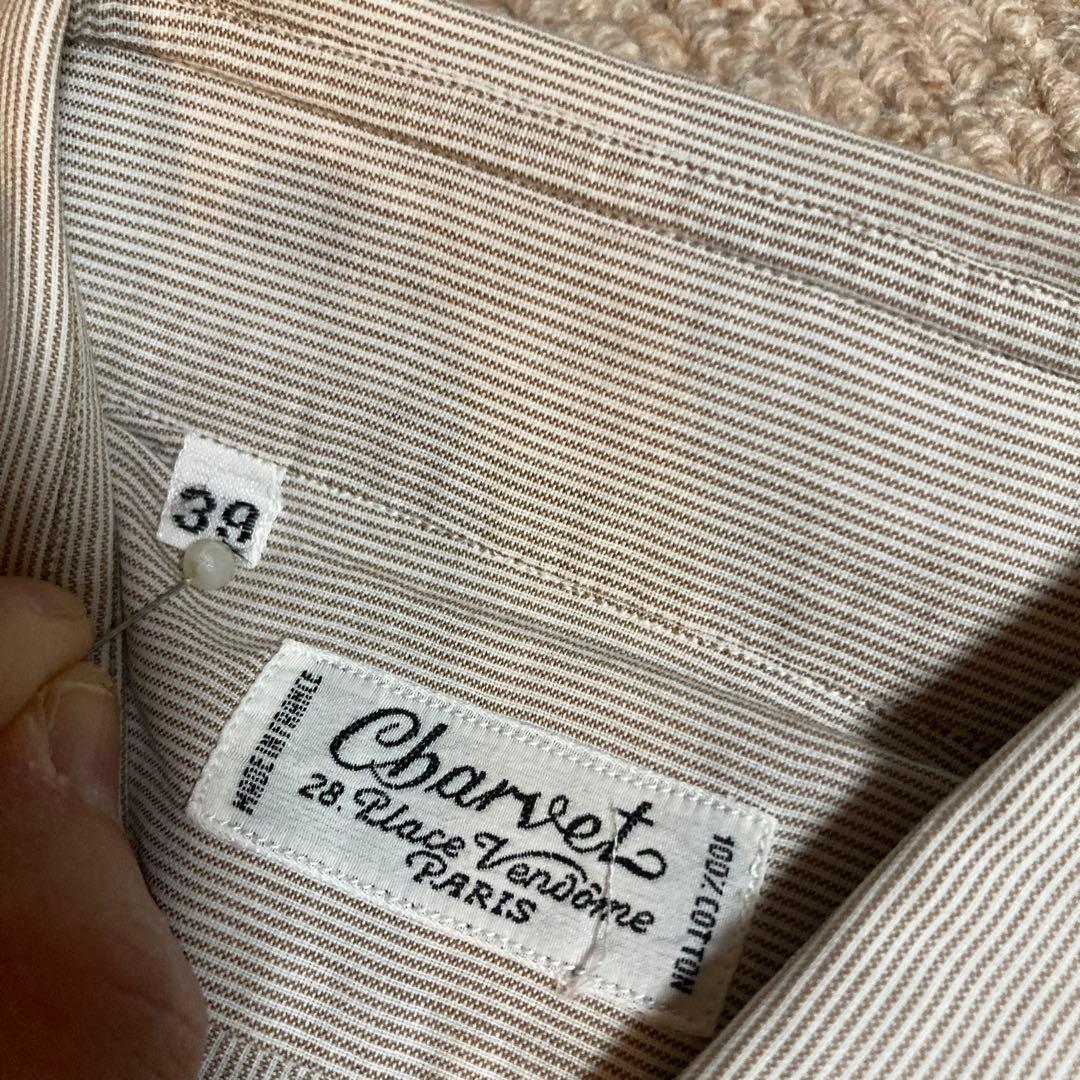 39
MADE IN FRANCE
Charvet
28. Place Vendôme
PARIS
100% COTTON